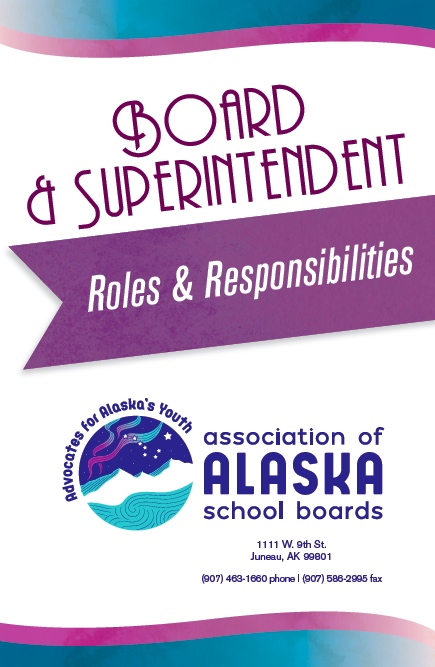 BOARD
& SUPERINTENDENT
Roles & Responsibilities
Advocates for Alaska's Youth
association of
ALASKA
school boards
1111 W. 9th St.
Juneau, AK 99801
(907) 463-1660 phone | (907) 586-2995 fax